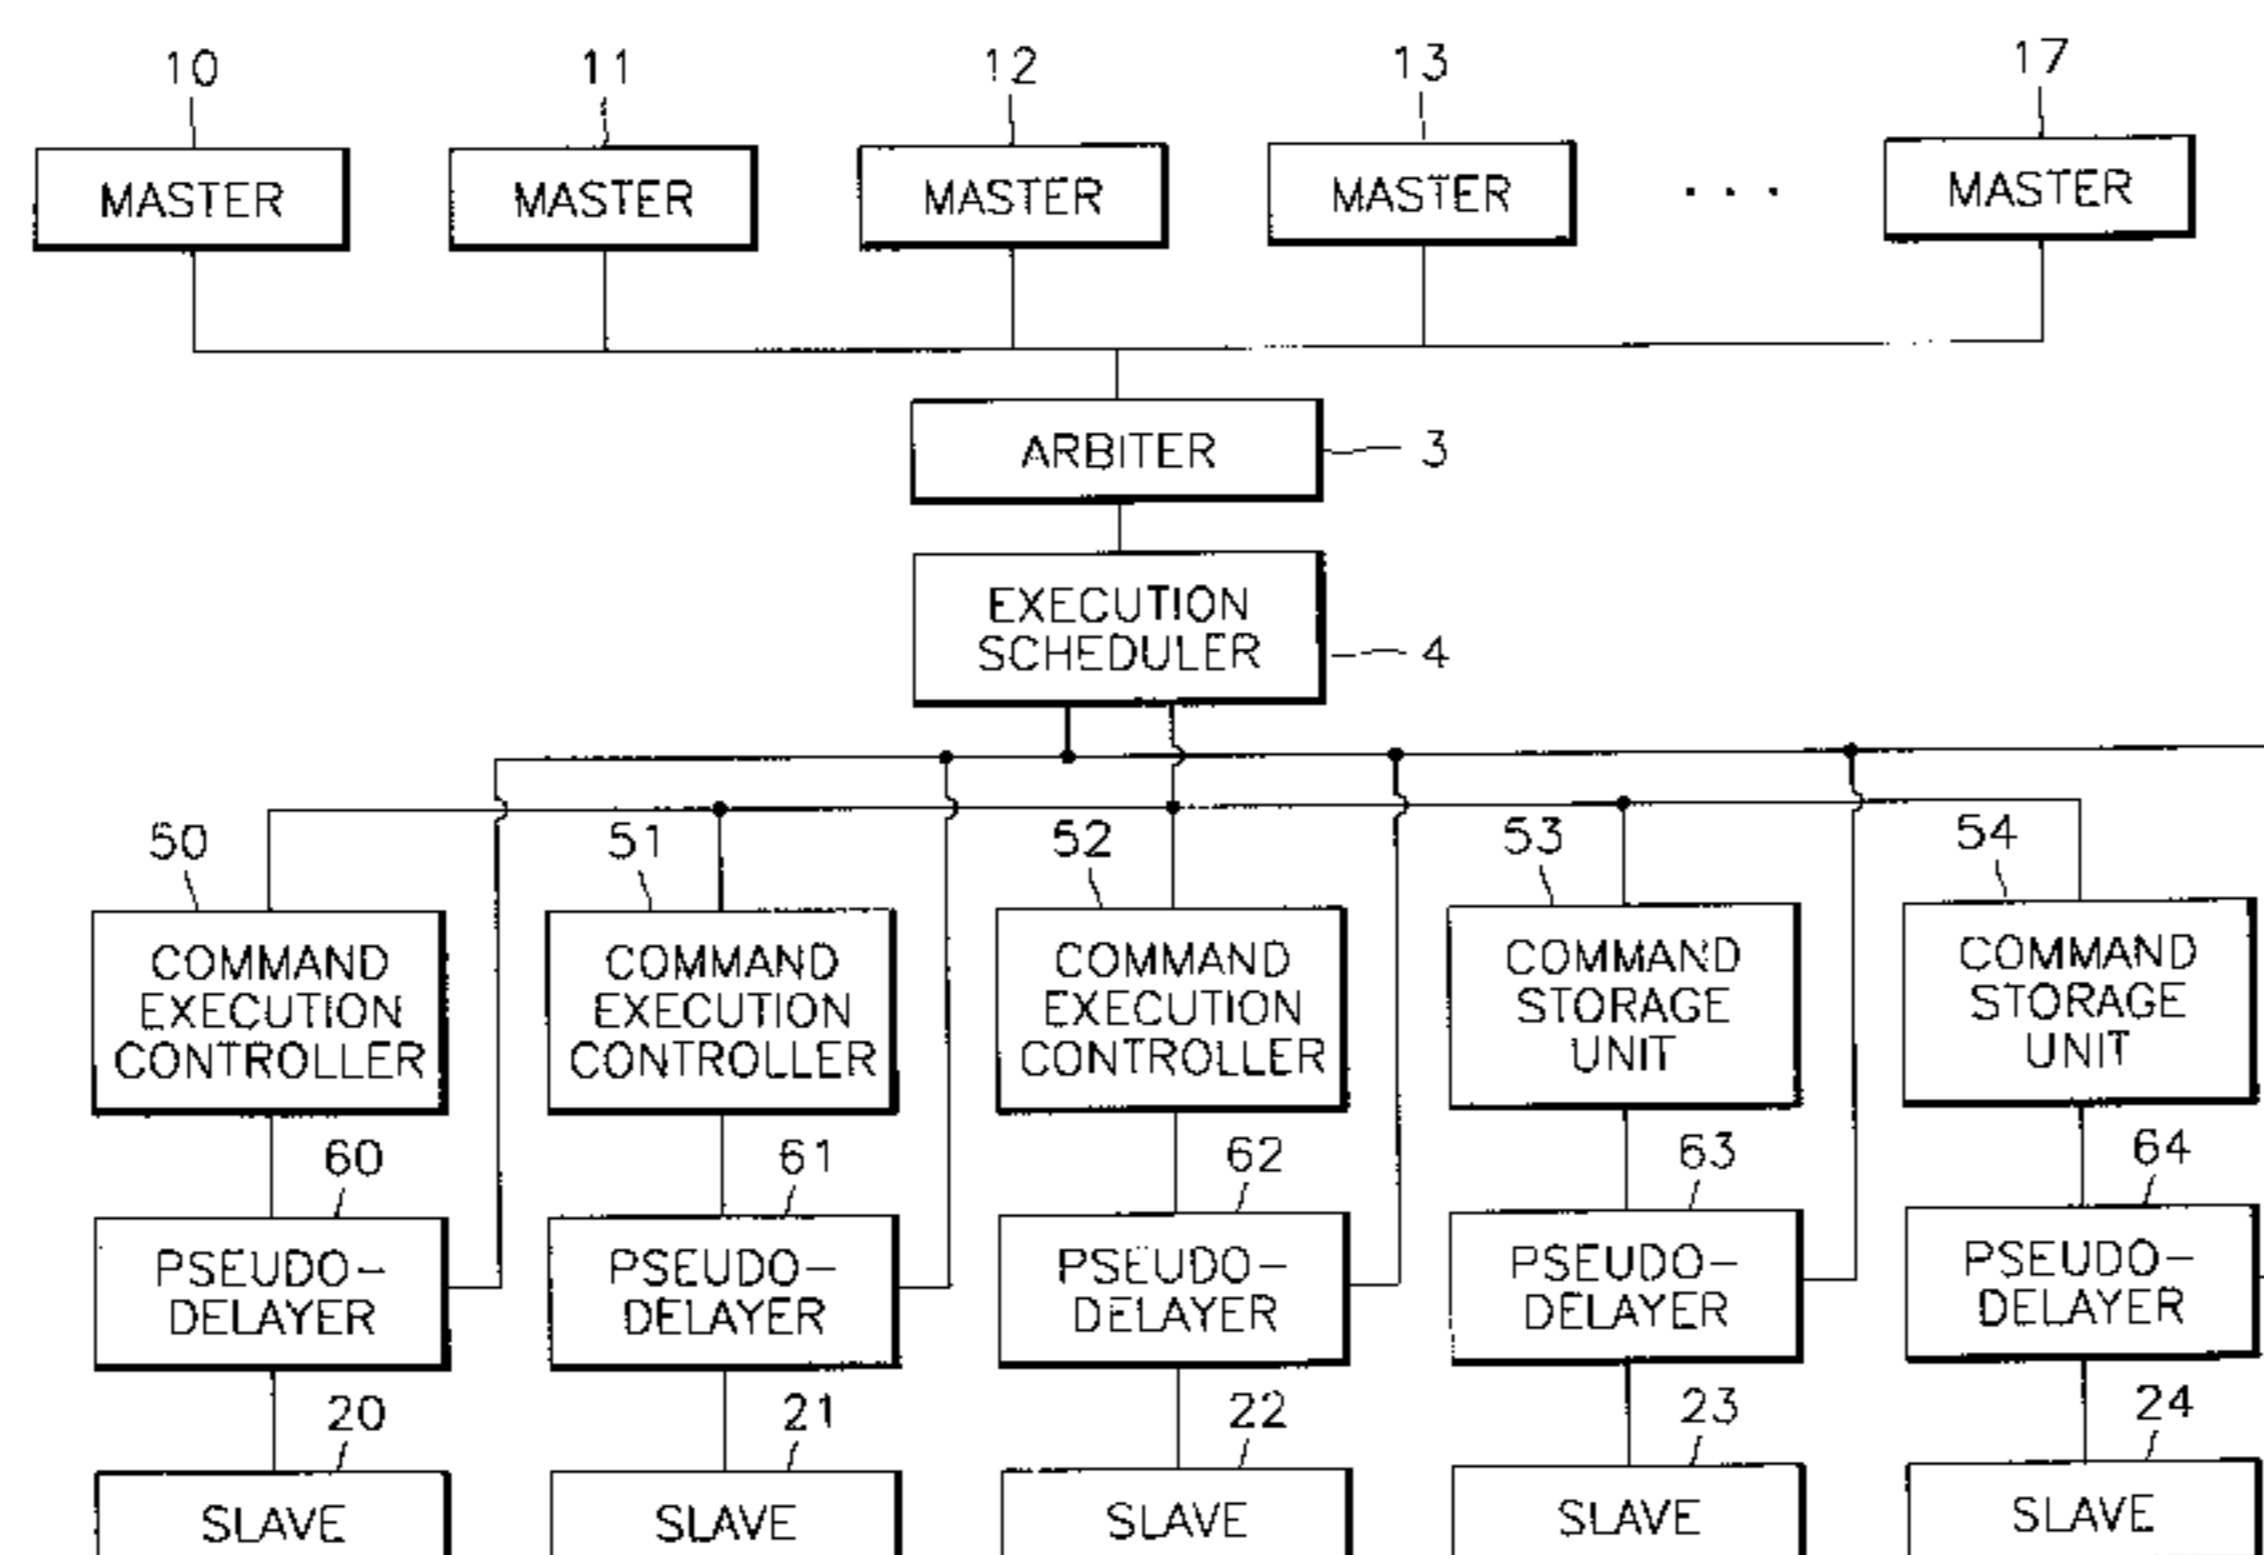 10 11 12 13 17
MASTER MASTER MASTER MASTER . . . MASTER
ARBITER 3
EXECUTION
SCHEDULER 4
50 51 52 53 54
COMMAND
EXECUTION
CONTROLLER
COMMAND
EXECUTION
CONTROLLER
COMMAND
EXECUTION
CONTROLLER
COMMAND
STORAGE
UNIT
COMMAND
STORAGE
UNIT
60 61 62 63 64
PSEUDO-
DELAYER
PSEUDO-
DELAYER
PSEUDO-
DELAYER
PSEUDO-
DELAYER
PSEUDO-
DELAYER
20 21 22 23 24
SLAVE SLAVE SLAVE SLAVE SLAVE